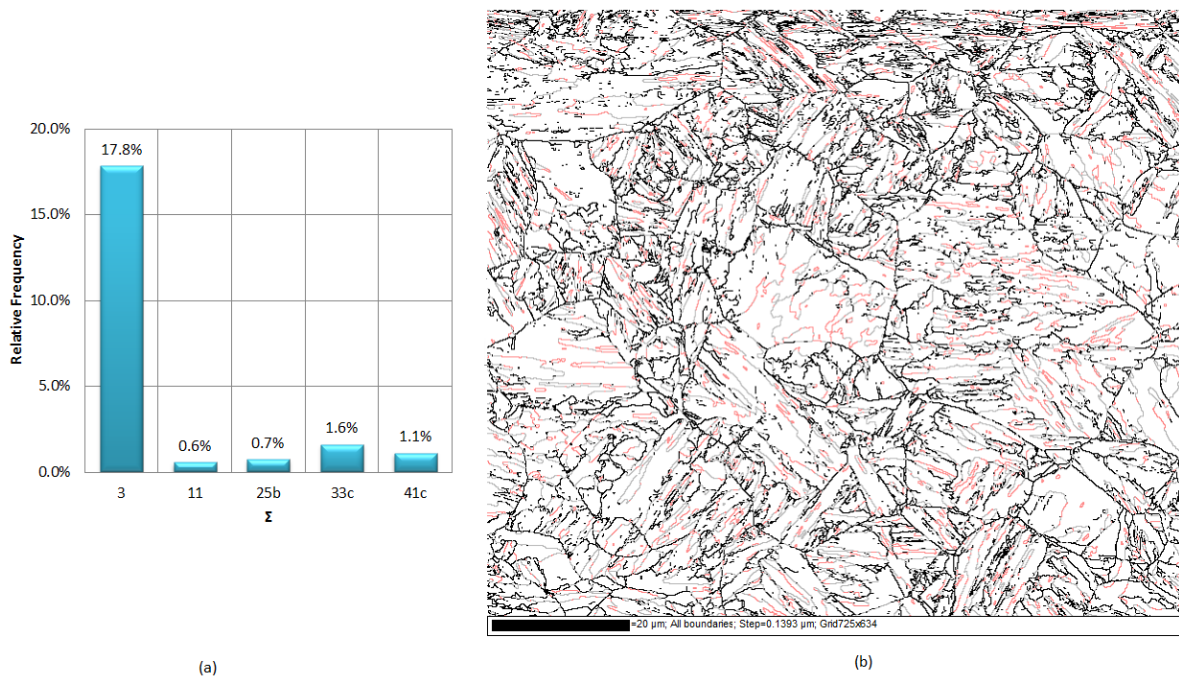 20.0%
17.8%
15.0%
10.0%
5.0%
0.6%
0.7%
1.6%
1.1%
0.0%
3
11
25b
33c
41c
Σ
Relative Frequency
=20 µm; All boundaries; Step=0.1393 µm; Grid725x634
(a)
(b)